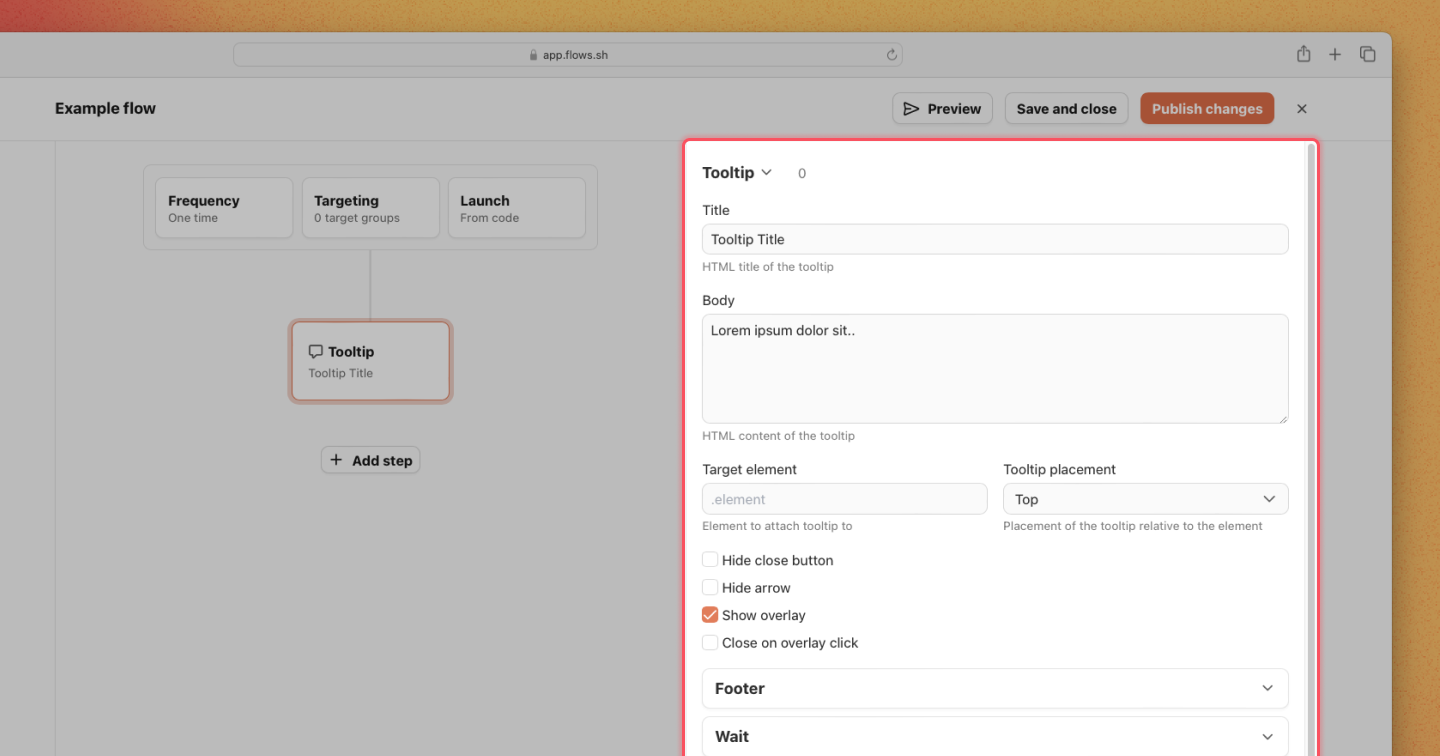 app.flows.sh
Example flow
Preview
Save and close
Publish changes
Frequency
One time
Targeting
0 target groups
Launch
From code
Tooltip
Tooltip Title
Add step
Tooltip
0
Title
Tooltip Title
HTML title of the tooltip
Body
Lorem ipsum dolor sit..
HTML content of the tooltip
Target element
.element
Element to attach tooltip to
Tooltip placement
Top
Placement of the tooltip relative to the element
Hide close button
Hide arrow
Show overlay
Close on overlay click
Footer
Wait